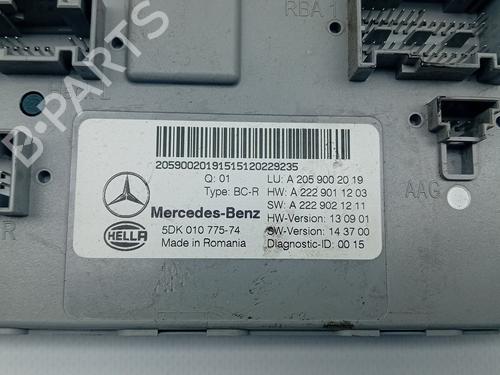 RBA 1
B-PARTS
AAG
R
20590020191515120229235
Q: 01
Type: BC-R
LU: A 205 900 20 19
HW: A 222 901 12 03
SW: A 222 902 12 11
HW-Version: 13 09 01
SW-Version: 14 37 00
Diagnostic-ID: 00 15
Mercedes-Benz
HELLA
5DK 010 775-74
Made in Romania